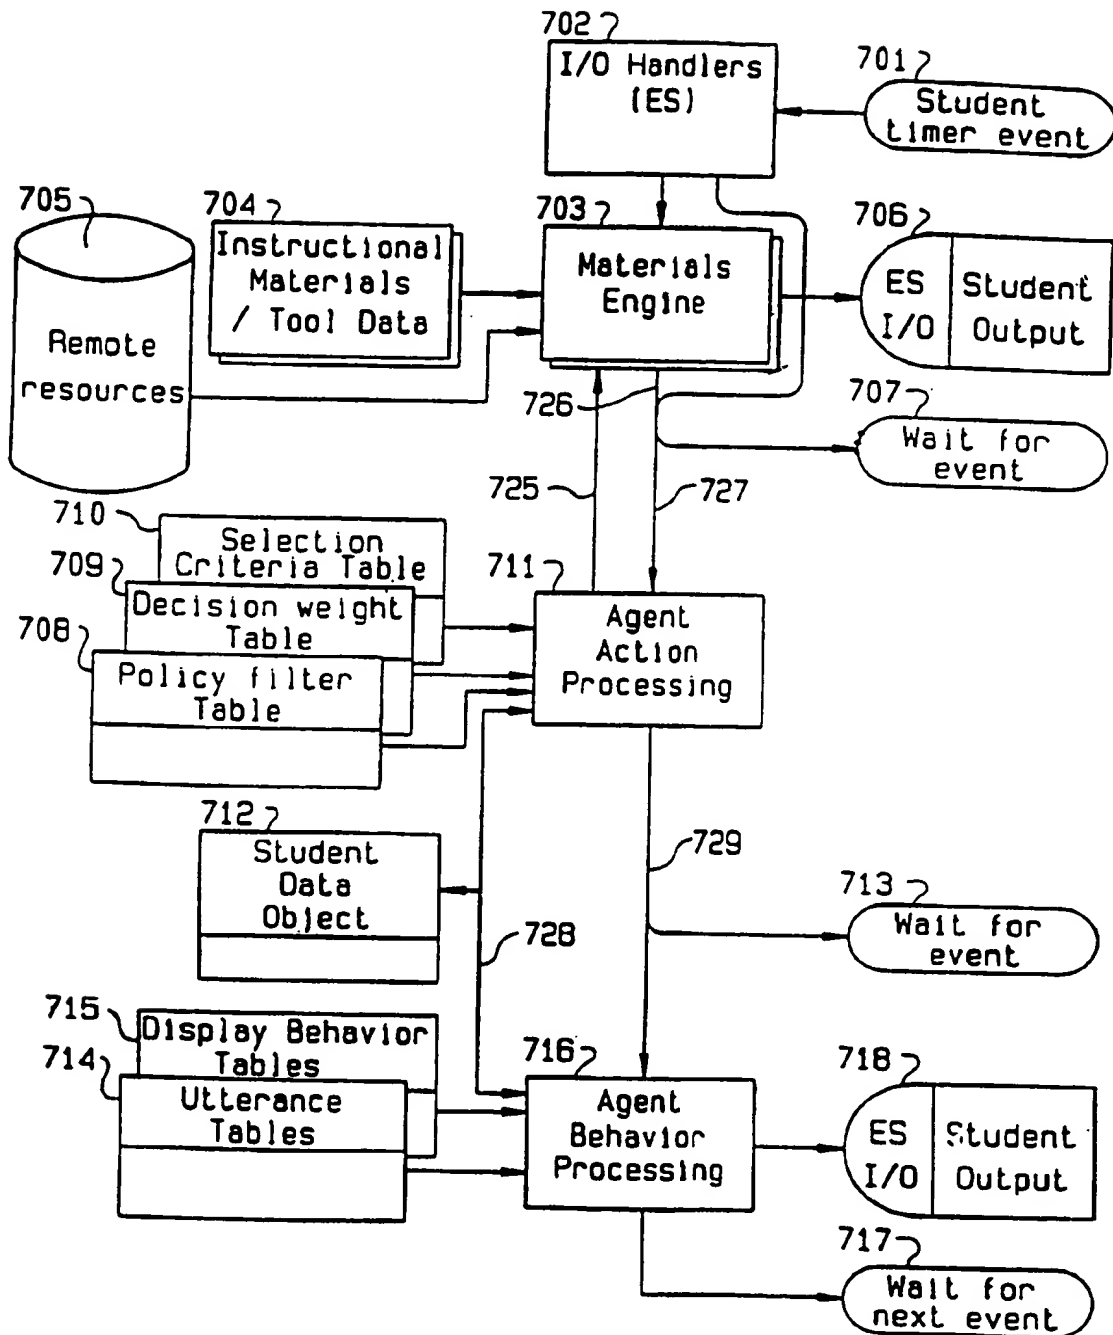 702
I/O Handlers
(ES)
701
Student
timer event
705
Remote
resources
704
Instructional
Materials
/ Tool Data
703
Materials
Engine
706
ES
I/O
Student
Output
726
707
Wait for
event
725
727
710
Selection
Criteria Table
709
Decision weight
Table
708
Policy filter
Table
711
Agent
Action
Processing
712
Student
Data
Object
728
729
713
Wait for
event
715
Display Behavior
Tables
714
Utterance
Tables
716
Agent
Behavior
Processing
718
ES
I/O
Student
Output
717
Wait for
next event